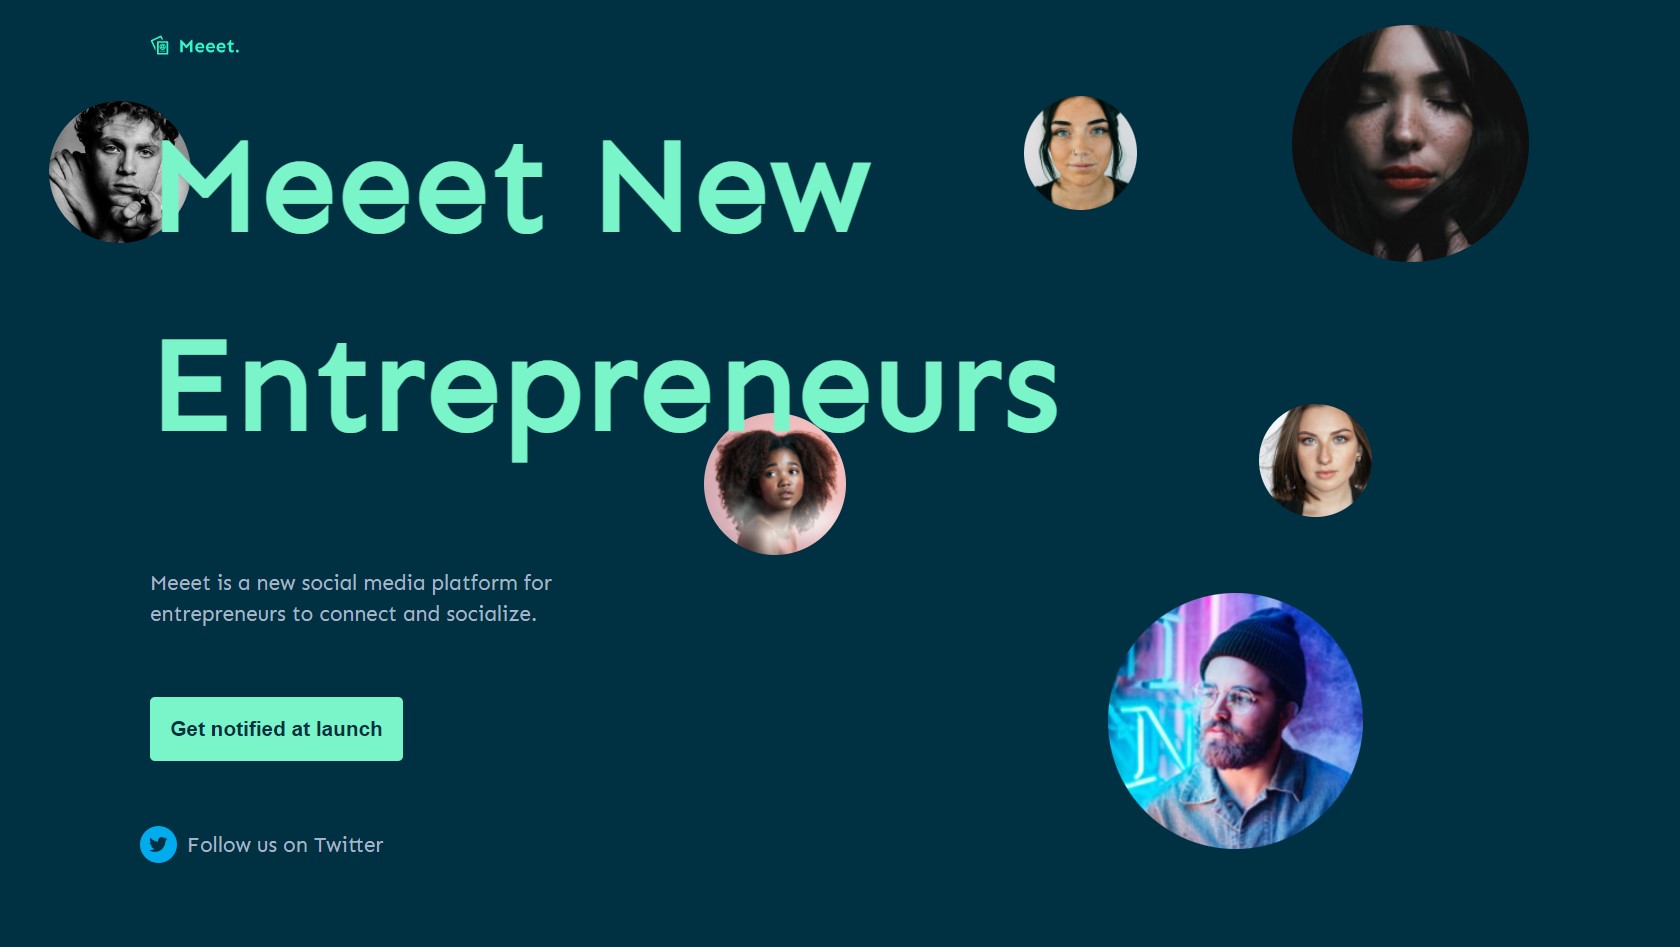 Meeet.
Meeet New
Entrepreneurs
Meeet is a new social media platform for
entrepreneurs to connect and socialize.
Get notified at launch
Follow us on Twitter
N